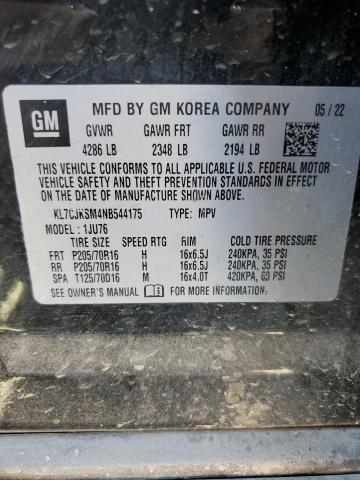 GM
MFD BY GM KOREA COMPANY 05/22
GVWR GAWR FRT GAWR RR
4286 LB 2348 LB 2194 LB
THIS VEHICLE CONFORMS TO ALL APPLICABLE U.S. FEDERAL MOTOR
VEHICLE SAFETY AND THEFT PREVENTION STANDARDS IN EFFECT ON
THE DATE OF MANUFACTURE SHOWN ABOVE.
KL7CJKSM4NB544175 TYPE: MPV
MODEL: 1JU76
TIRE SIZE SPEED RTG RIM COLD TIRE PRESSURE
FRT P205/70R16 H 16x6.5J 240KPA, 35 PSI
RR P205/70R16 H 16x6.5J 240KPA, 35 PSI
SPA T125/70D16 M 16x4.0T 420KPA, 60 PSI
SEE OWNER'S MANUAL FOR MORE INFORMATION.